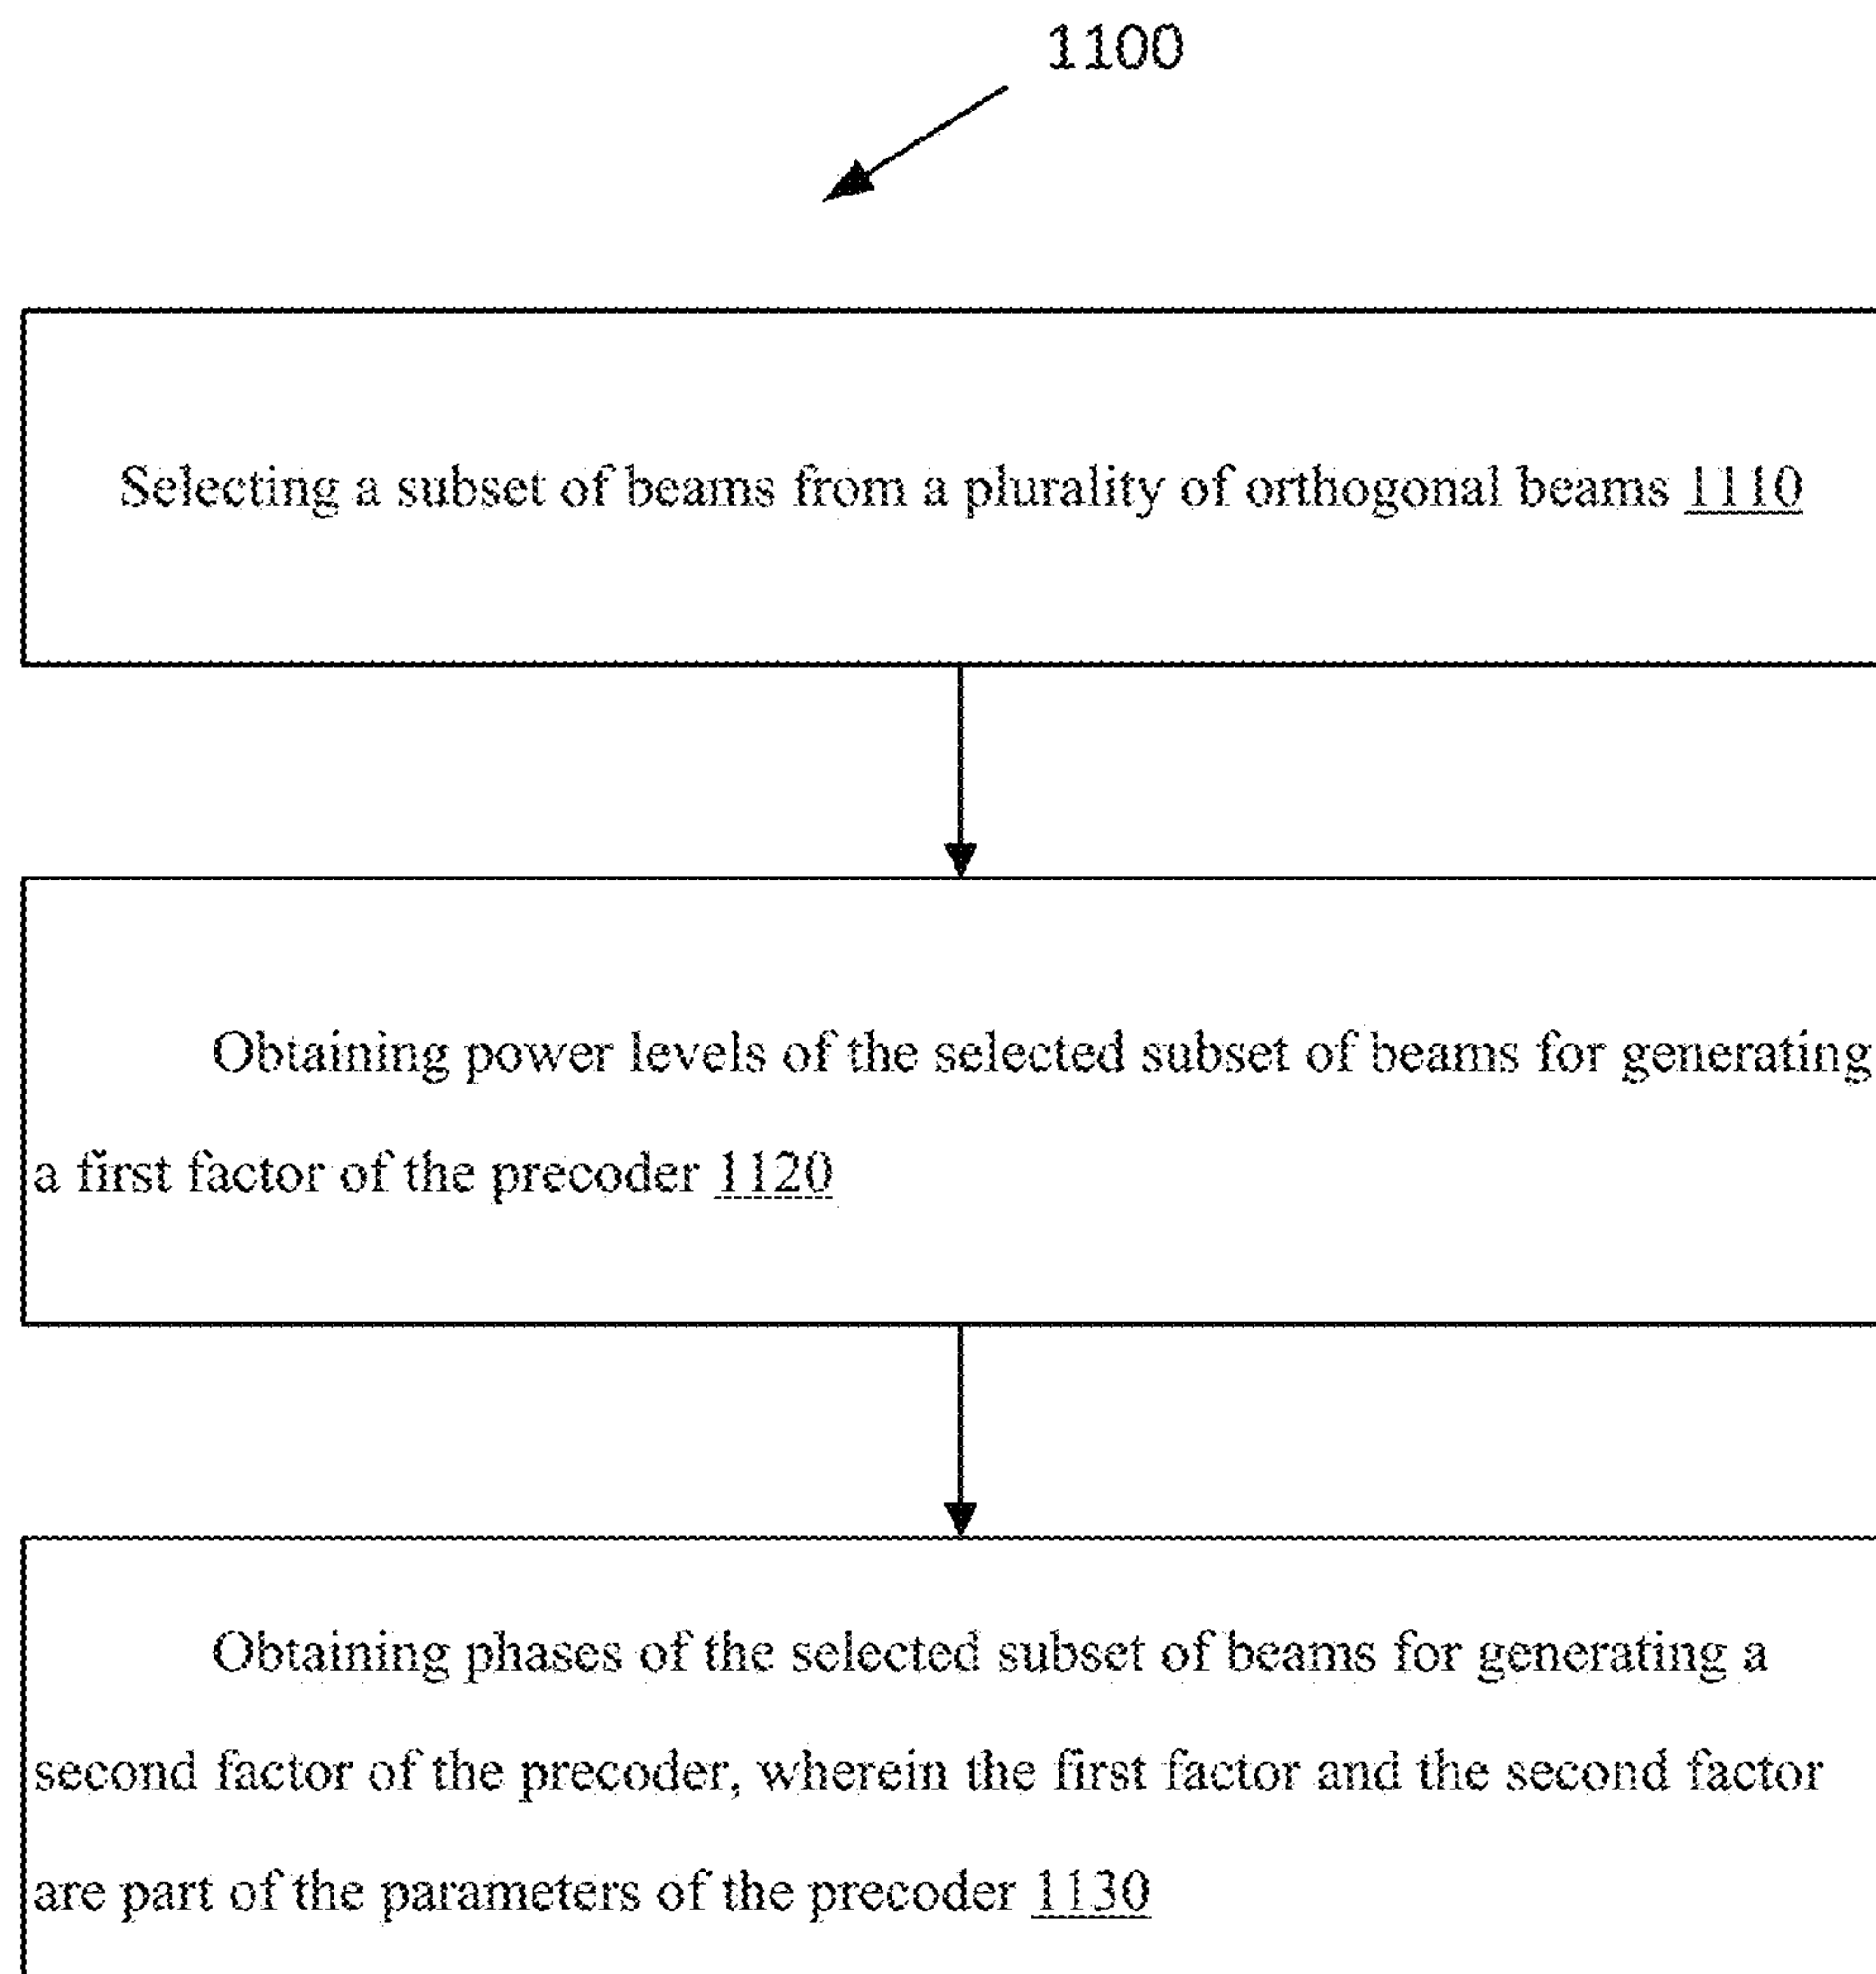 1100
Selecting a subset of beams from a plurality of orthogonal beams 1110
Obtaining power levels of the selected subset of beams for generating
a first factor of the precoder 1120
Obtaining phases of the selected subset of beams for generating a
second factor of the precoder, wherein the first factor and the second factor
are part of the parameters of the precoder 1130